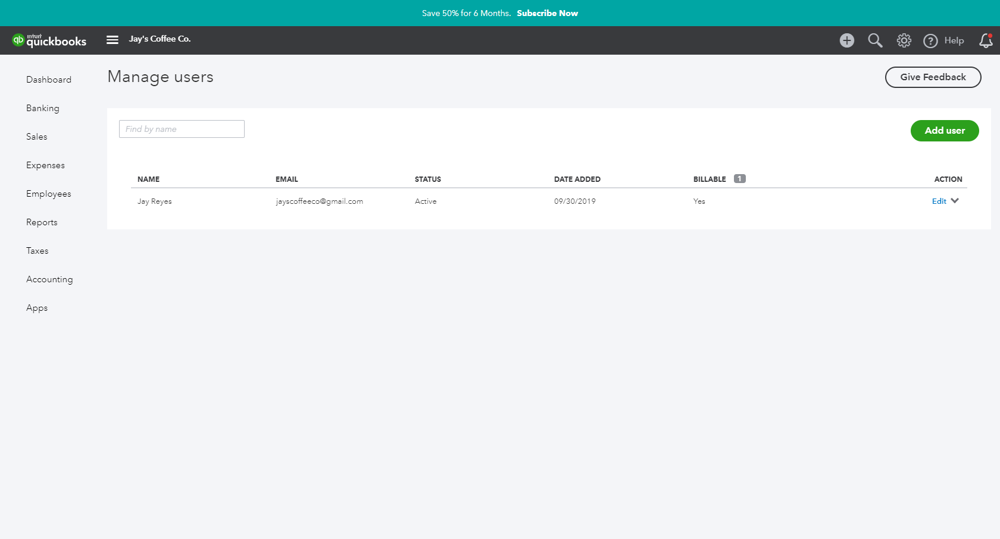 Save 50% for 6 Months. Subscribe Now
qb intuit quickbooks
Jay's Coffee Co.
Help
Manage users
Give Feedback
Dashboard
Banking
Sales
Expenses
Employees
Reports
Taxes
Accounting
Apps
Find by name
Add user
NAME EMAIL STATUS DATE ADDED BILLABLE 1 ACTION
Jay Reyes jayscoffeeco@gmail.com Active 09/30/2019 Yes Edit